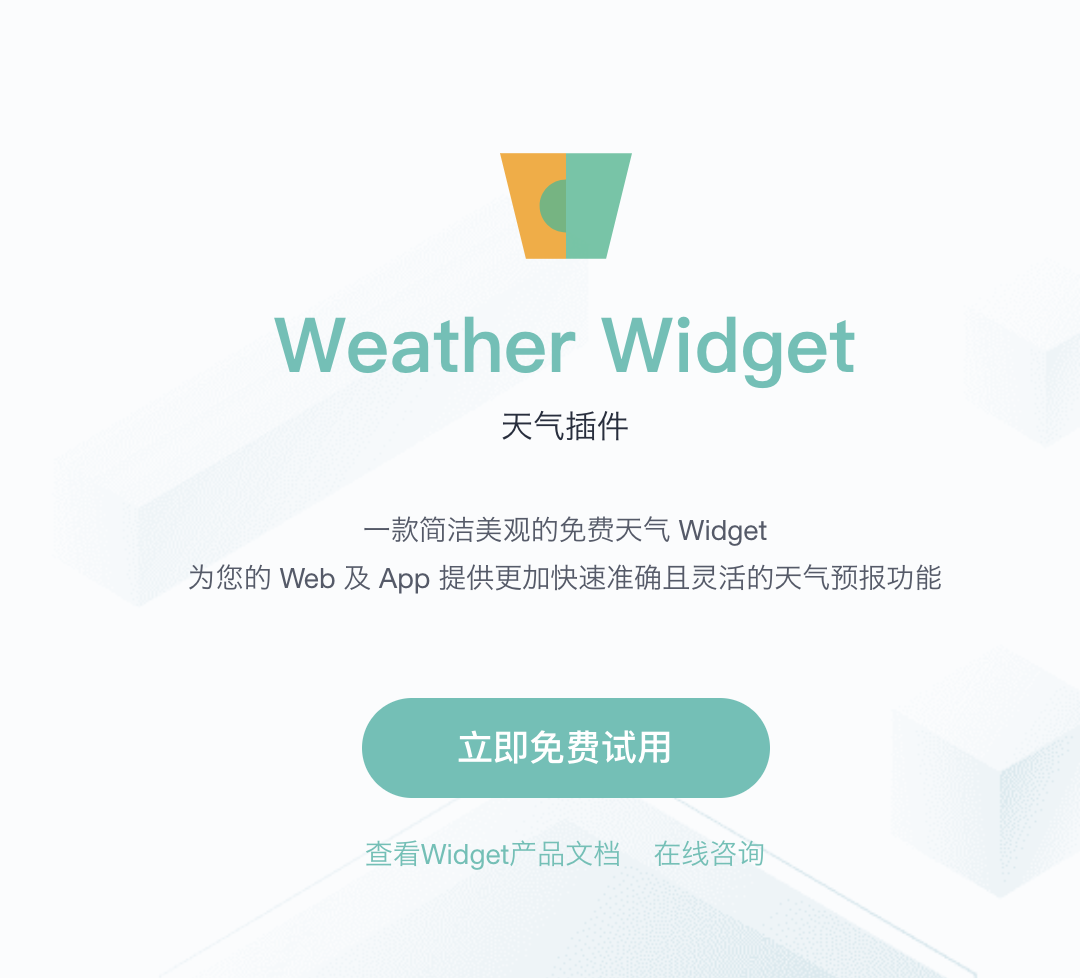 Weather Widget
天气插件
一款简洁美观的免费天气 Widget
为您的 Web 及 App 提供更加快速准确且灵活的天气预报功能
立即免费试用
查看Widget产品文档 在线咨询